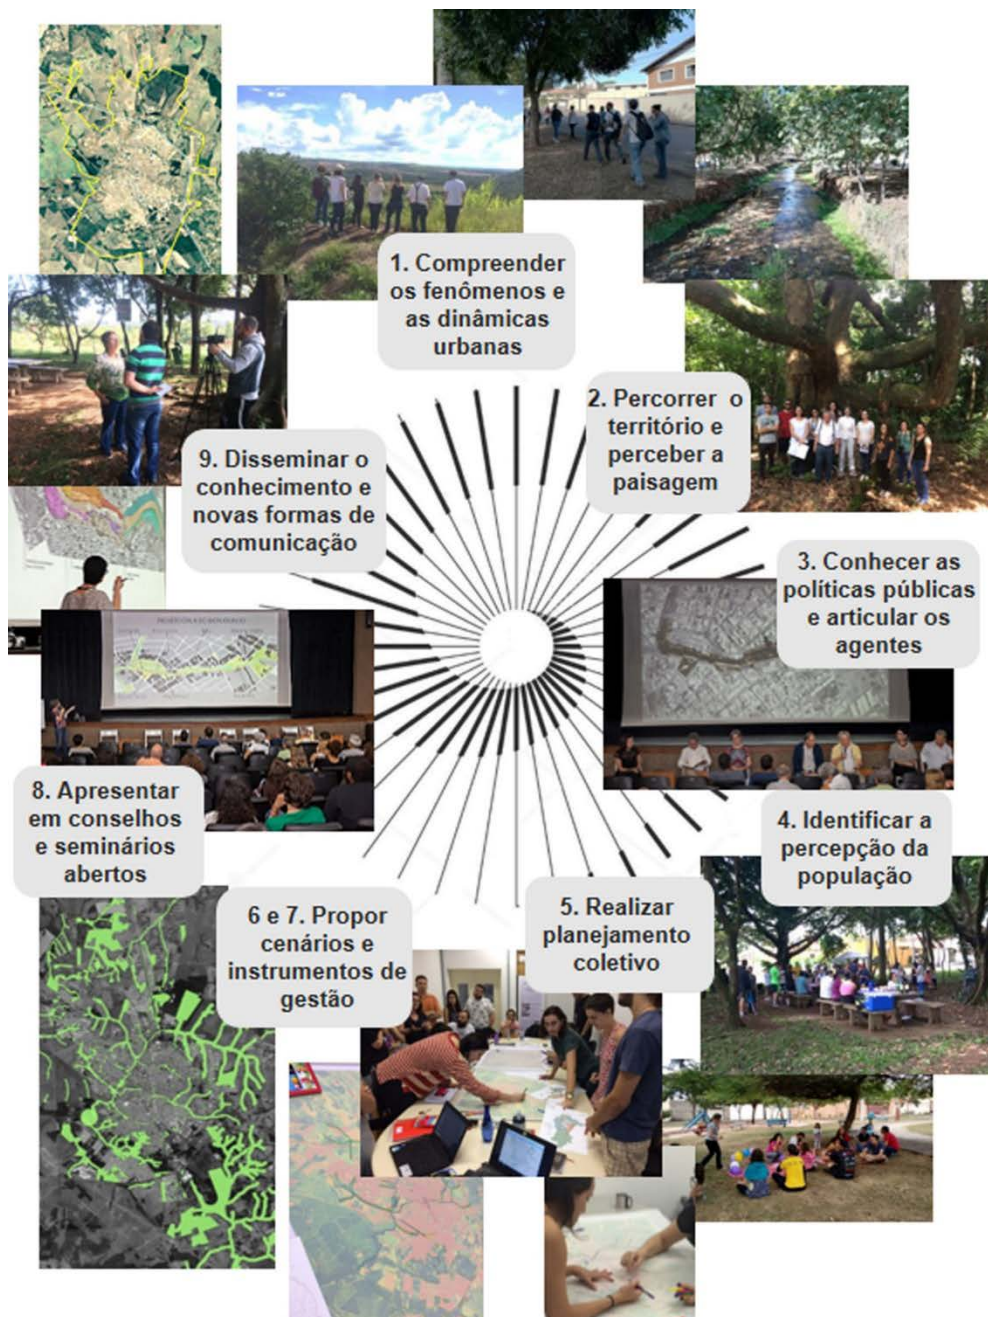 1. Compreender
os fenômenos e
as dinâmicas
urbanas
2. Percorrer o
território e
perceber a
paisagem
3. Conhecer as
políticas públicas
e articular os
agentes
4. Identificar a
percepção da
população
5. Realizar
planejamento
coletivo
6 e 7. Propor
cenários e
instrumentos de
gestão
8. Apresentar
em conselhos
e seminários
abertos
9. Disseminar o
conhecimento e
novas formas de
comunicação